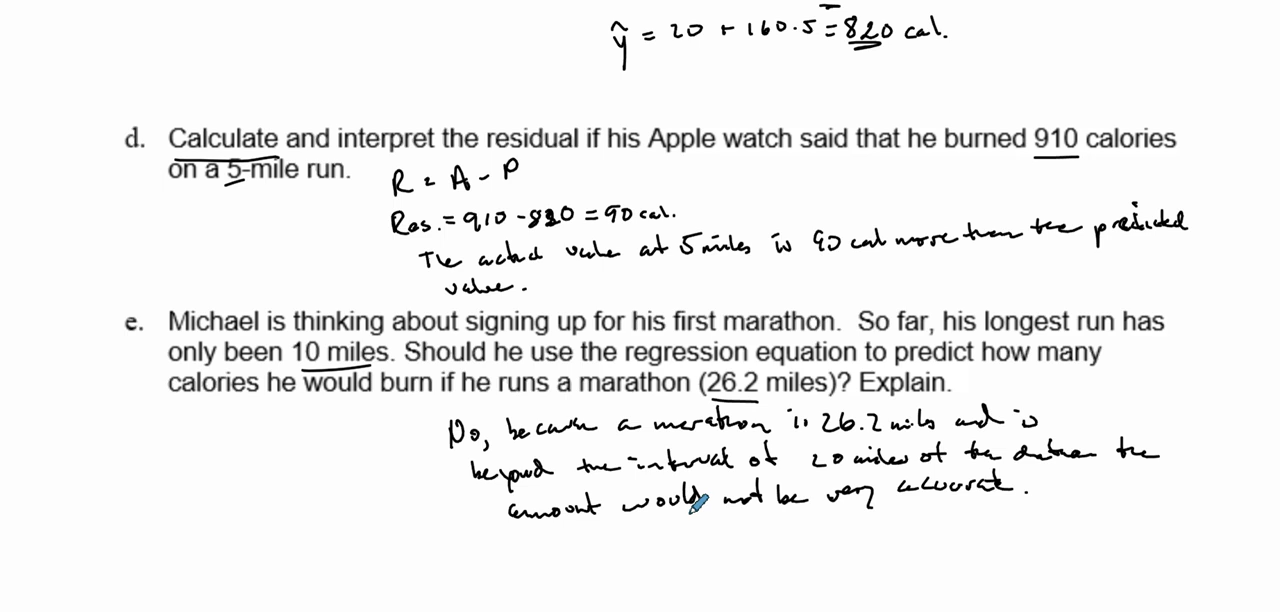 ŷ = 20 + 160.5 = 820 cal.
d. Calculate and interpret the residual if his Apple watch said that he burned 910 calories
on a 5-mile run.
R = A - P
Res. = 910 - 820 = 90 cal.
The actual value at 5 miles is 90 cal more than the predicted
value.
e. Michael is thinking about signing up for his first marathon. So far, his longest run has
only been 10 miles. Should he use the regression equation to predict how many
calories he would burn if he runs a marathon (26.2 miles)? Explain.
No, because a marathon is 26.2 miles and is
beyond the interval of 20 miles of the data the
amount would not be very accurate.